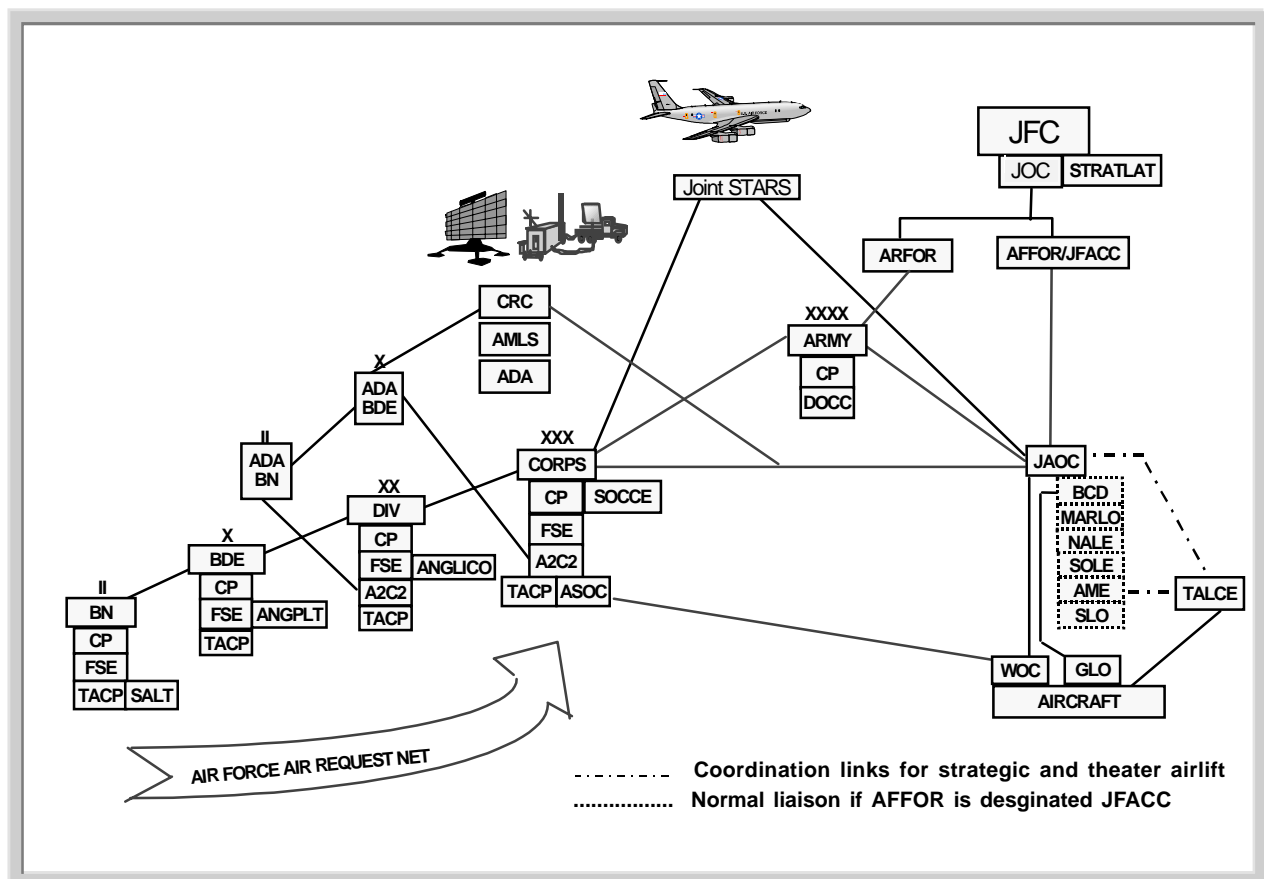 JFC
JOC
STRATLAT
Joint STARS
ARFOR
AFFOR/JFACC
CRC
AMLS
ADA
XXXX
ARMY
CP
DOCC
X
ADA
BDE
II
ADA
BN
XXX
CORPS
CP
SOCCE
FSE
A2C2
TACP
ASOC
XX
DIV
CP
FSE
ANGLICO
A2C2
TACP
X
BDE
CP
FSE
ANGPLT
TACP
II
BN
CP
FSE
TACP
SALT
JAOC
BCD
MARLO
NALE
SOLE
AME
SLO
TALCE
WOC
GLO
AIRCRAFT
AIR FORCE AIR REQUEST NET
Coordination links for strategic and theater airlift
Normal liaison if AFFOR is desginated JFACC